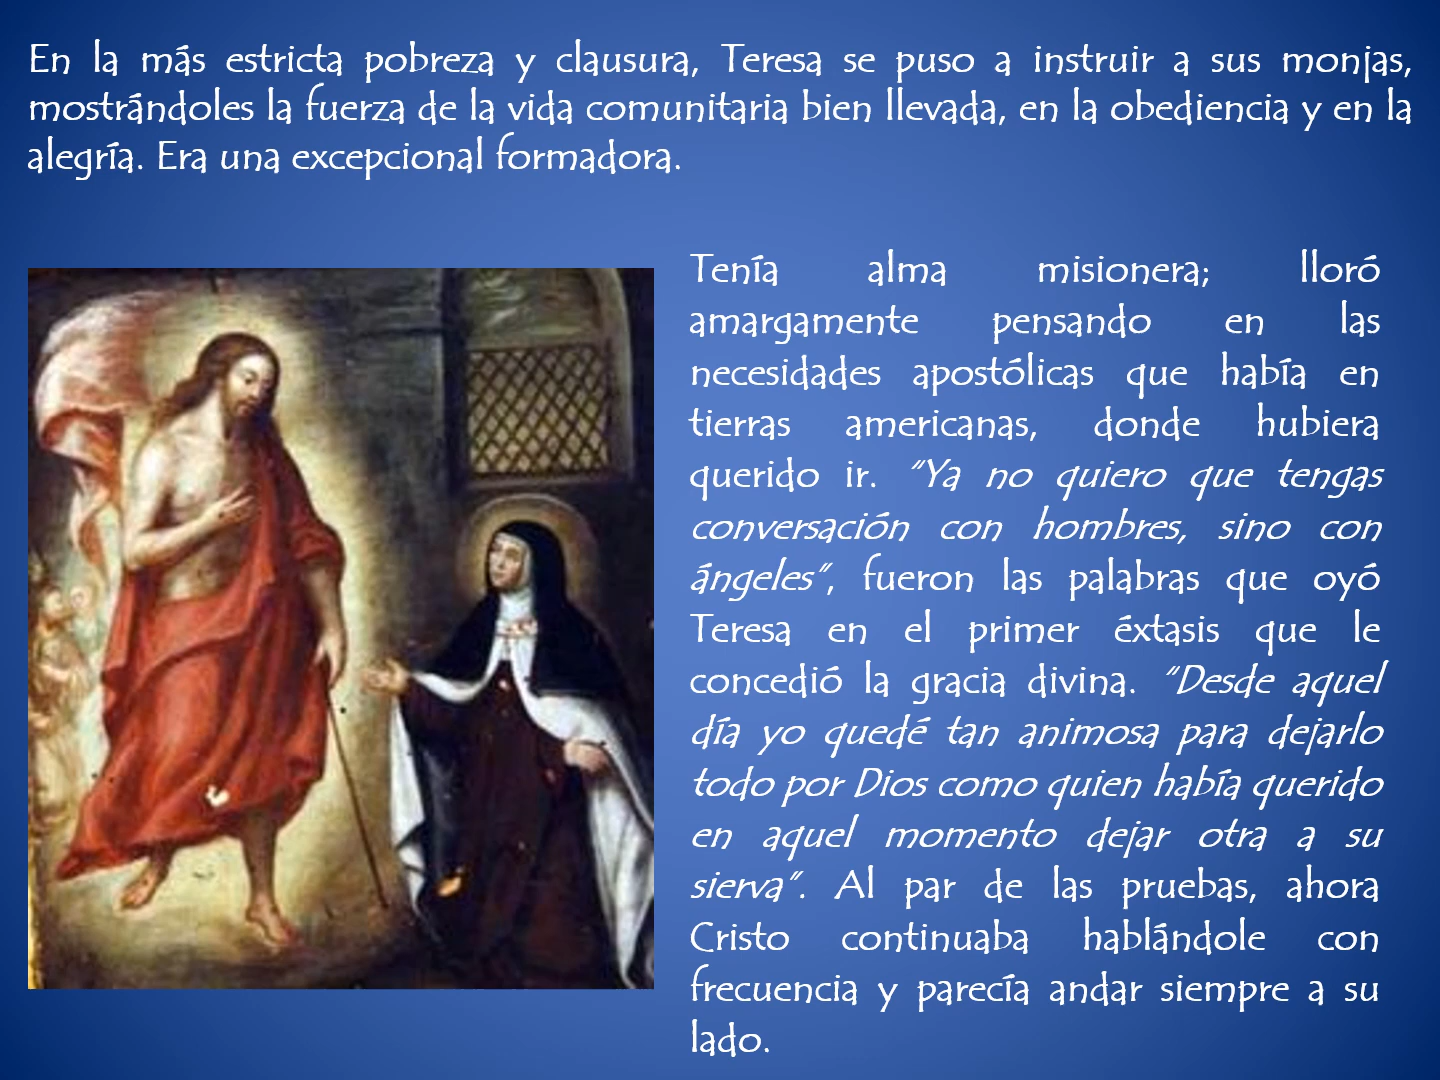 En la más estricta pobreza y clausura, Teresa se puso a instruir a sus monjas,
mostrándoles la fuerza de la vida comunitaria bien llevada, en la obediencia y en la
alegría. Era una excepcional formadora.
Tenía alma misionera; lloró
amargamente pensando en las
necesidades apostólicas que había en
tierras americanas, donde hubiera
querido ir. “Ya no quiero que tengas
conversación con hombres, sino con
ángeles”, fueron las palabras que oyó
Teresa en el primer éxtasis que le
concedió la gracia divina. “Desde aquel
día yo quedé tan animosa para dejarlo
todo por Dios como quien había querido
en aquel momento dejar otra a su
sierva”. Al par de las pruebas, ahora
Cristo continuaba hablándole con
frecuencia y parecía andar siempre a su
lado.